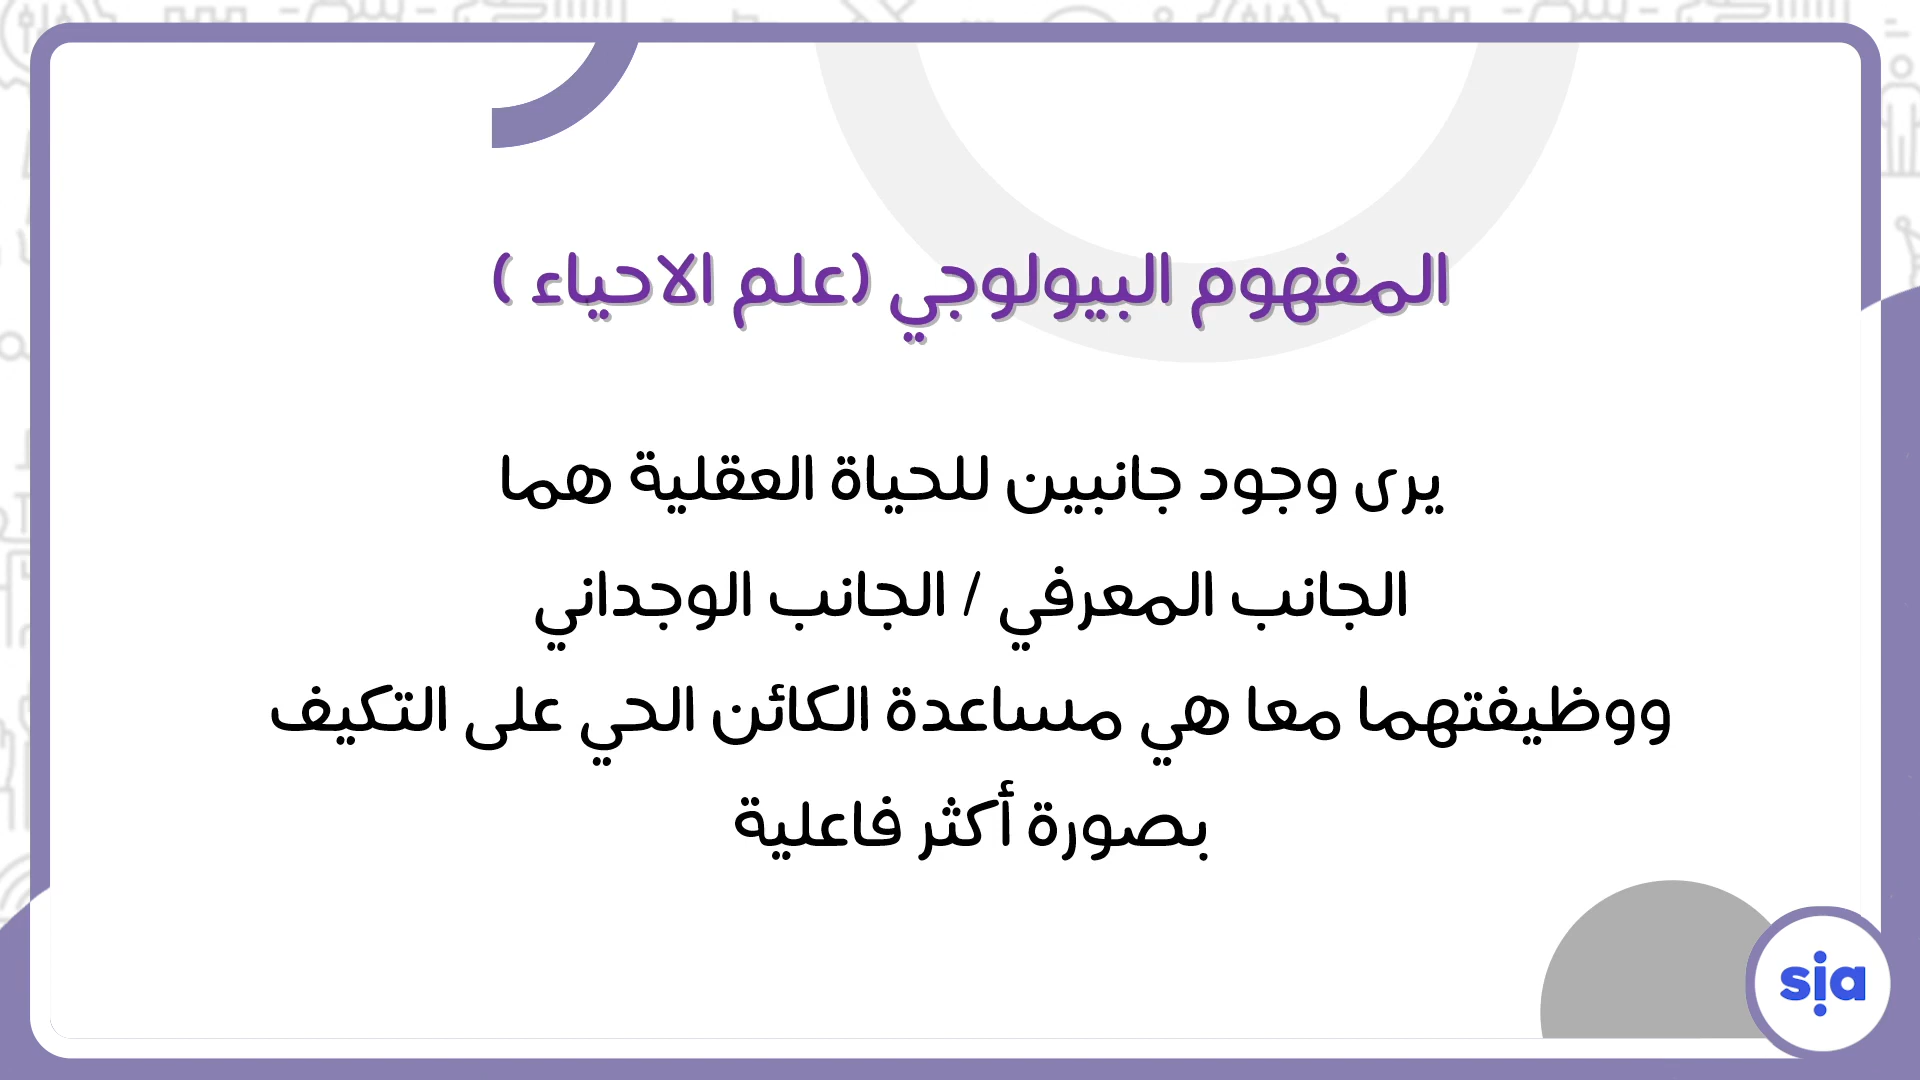 المفهوم البيولوجي (علم الاحياء )
يرى وجود جانبين للحياة العقلية هما
الجانب المعرفي / الجانب الوجداني
ووظيفتهما معا هي مساعدة الكائن الحي على التكيف
بصورة أكثر فاعلية
sia